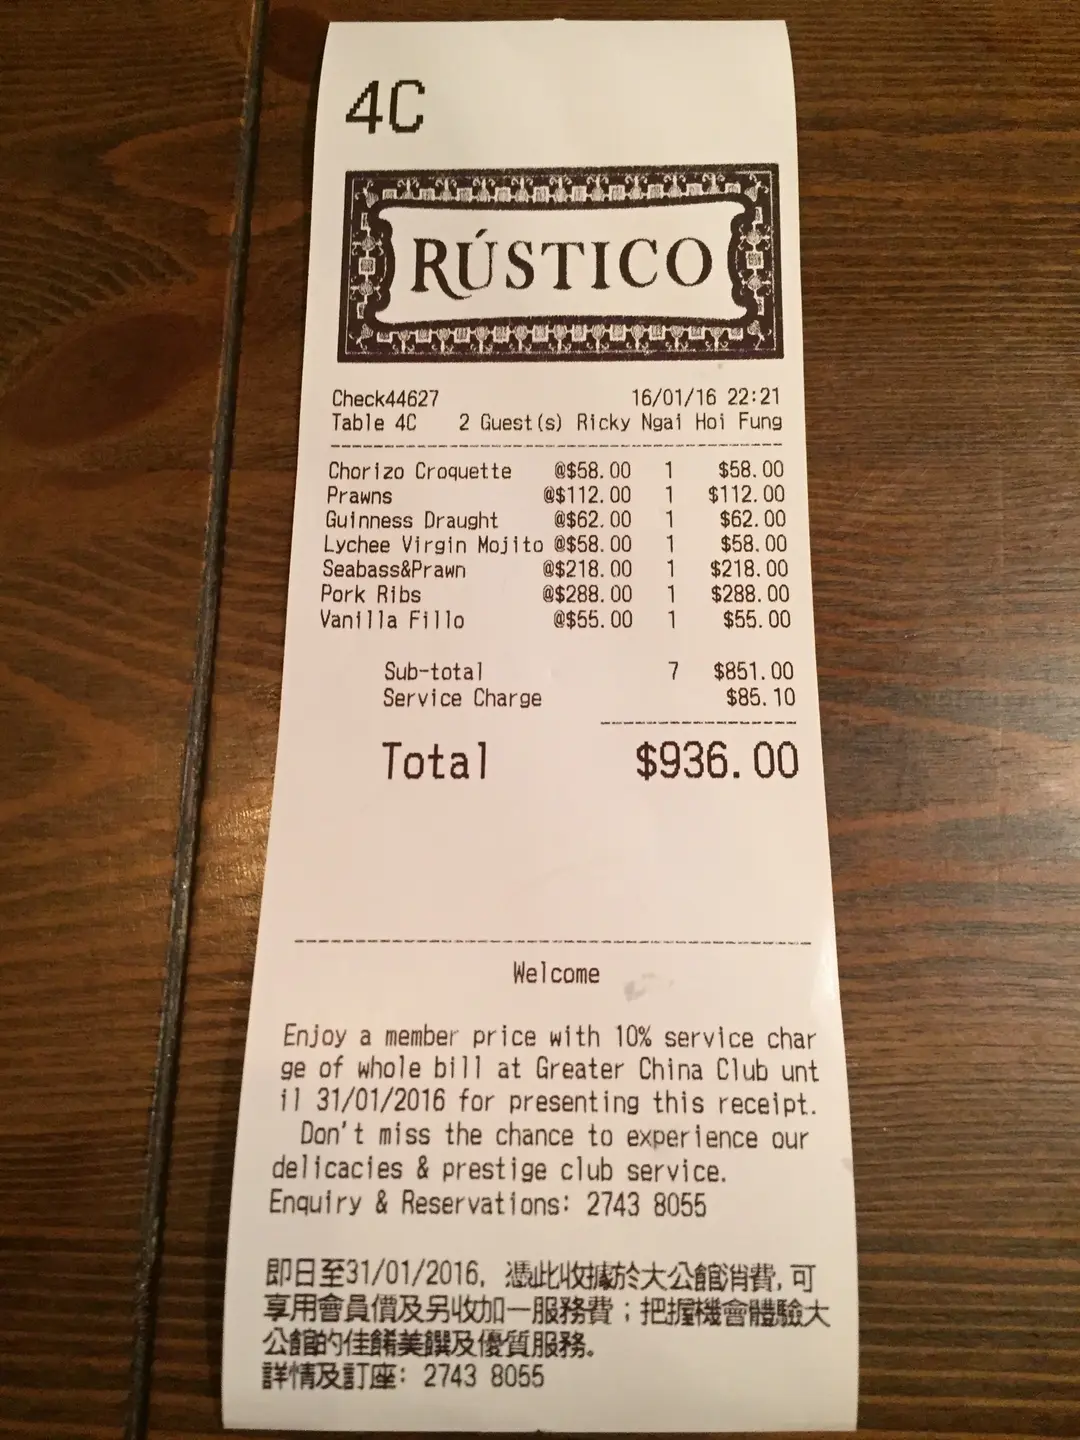 4C
RÚSTICO
Check44627 16/01/16 22:21
Table 4C 2 Guest(s) Ricky Ngai Hoi Fung
Chorizo Croquette @$58.00 1 $58.00
Prawns @$112.00 1 $112.00
Guinness Draught @$62.00 1 $62.00
Lychee Virgin Mojito @$58.00 1 $58.00
Seabass&Prawn @$218.00 1 $218.00
Pork Ribs @$288.00 1 $288.00
Vanilla Fillo @$55.00 1 $55.00
Sub-total 7 $851.00
Service Charge $85.10
Total $936.00
Welcome
Enjoy a member price with 10% service char
ge of whole bill at Greater China Club unt
il 31/01/2016 for presenting this receipt.
Don't miss the chance to experience our
delicacies & prestige club service.
Enquiry & Reservations: 2743 8055
即日至31/01/2016, 憑此收據於大公館消費,可
享用會員價及另收加一服務費；把握機會體驗大
公館的佳餚美饌及優質服務。
詳情及訂座: 2743 8055